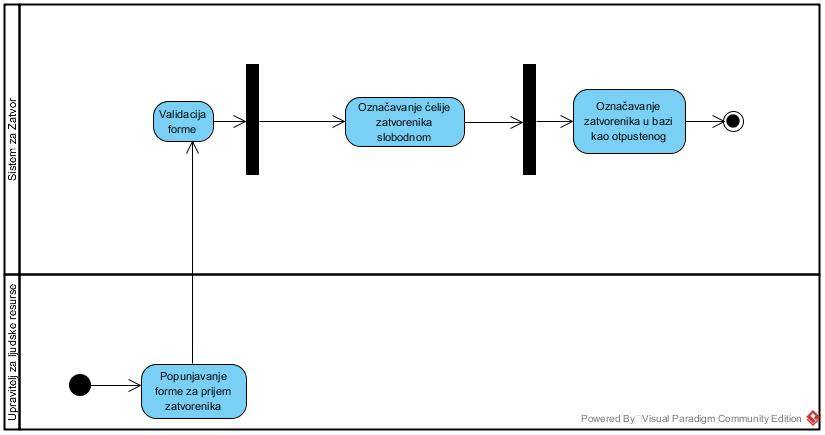 Sistem za Zatvor
Validacija
forme
Označavanje ćelije
zatvorenika
slobodnom
Označavanje
zatvorenika u bazi
kao otpustenog
Upravitelj za ljudske resurse
Popunjavanje
forme za prijem
zatvorenika
Powered By Visual Paradigm Community Edition